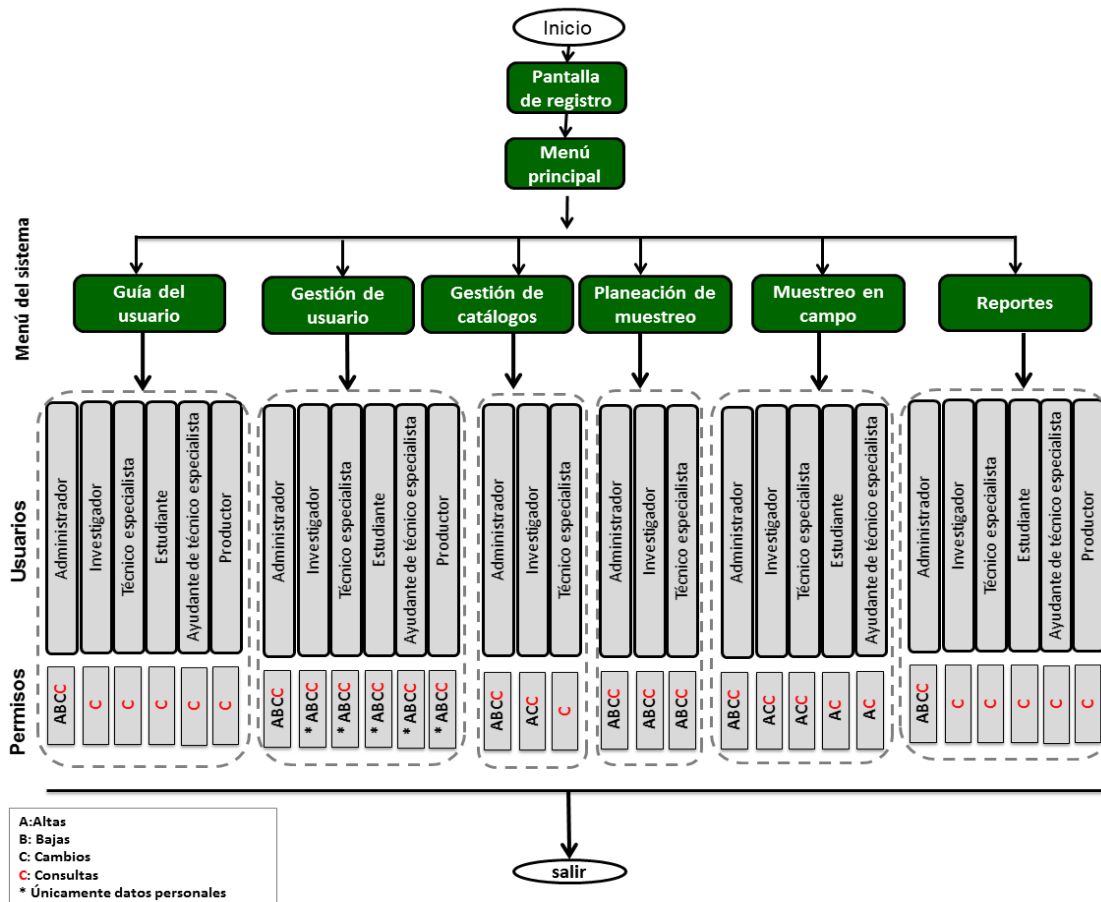 Inicio
Pantalla
de registro
Menú
principal
Menú del sistema
Guía del
usuario
Gestión de
usuario
Gestión de
catálogos
Planeación de
muestreo
Muestreo en
campo
Reportes
Usuarios
Administrador
Investigador
Técnico especialista
Estudiante
Ayudante de técnico especialista
Productor
Administrador
Investigador
Técnico especialista
Estudiante
Ayudante de técnico especialista
Productor
Administrador
Investigador
Técnico especialista
Administrador
Investigador
Técnico especialista
Administrador
Investigador
Técnico especialista
Estudiante
Ayudante de técnico especialista
Administrador
Investigador
Técnico especialista
Estudiante
Ayudante de técnico especialista
Productor
Permisos
ABCC
C
C
C
C
C
ABCC
* ABCC
* ABCC
* ABCC
* ABCC
* ABCC
ABCC
ACC
C
ABCC
ABCC
ABCC
ABCC
ACC
ACC
AC
AC
ABCC
C
C
C
C
C
A:Altas
B: Bajas
C: Cambios
C: Consultas
* Únicamente datos personales
salir